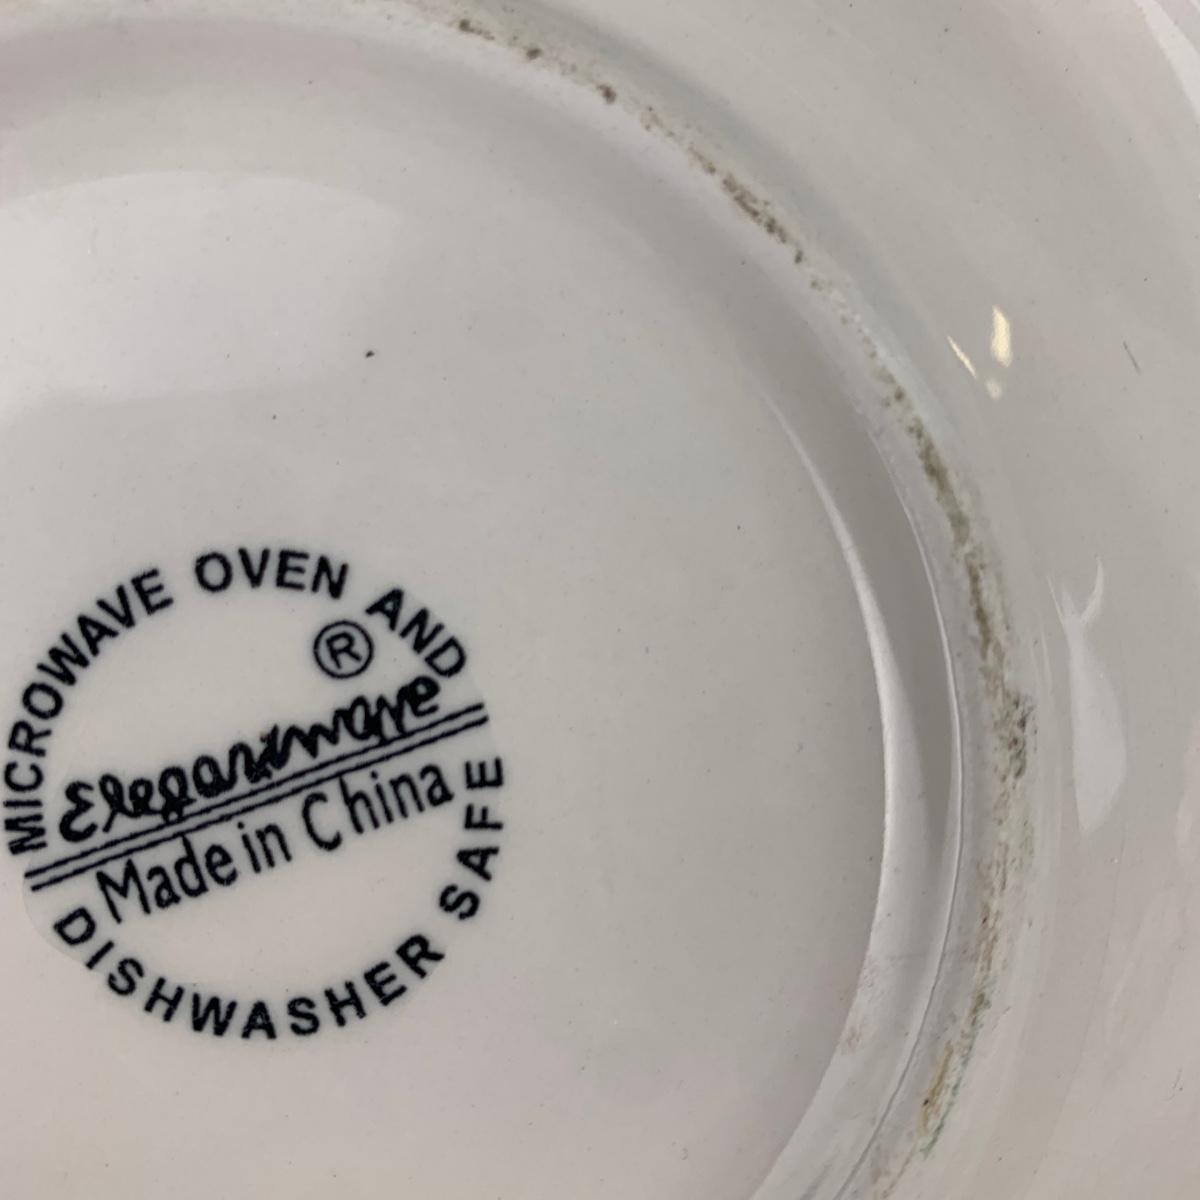 MICROWAVE OVEN AND
®
Elegantware
Made in China
DISHWASHER SAFE